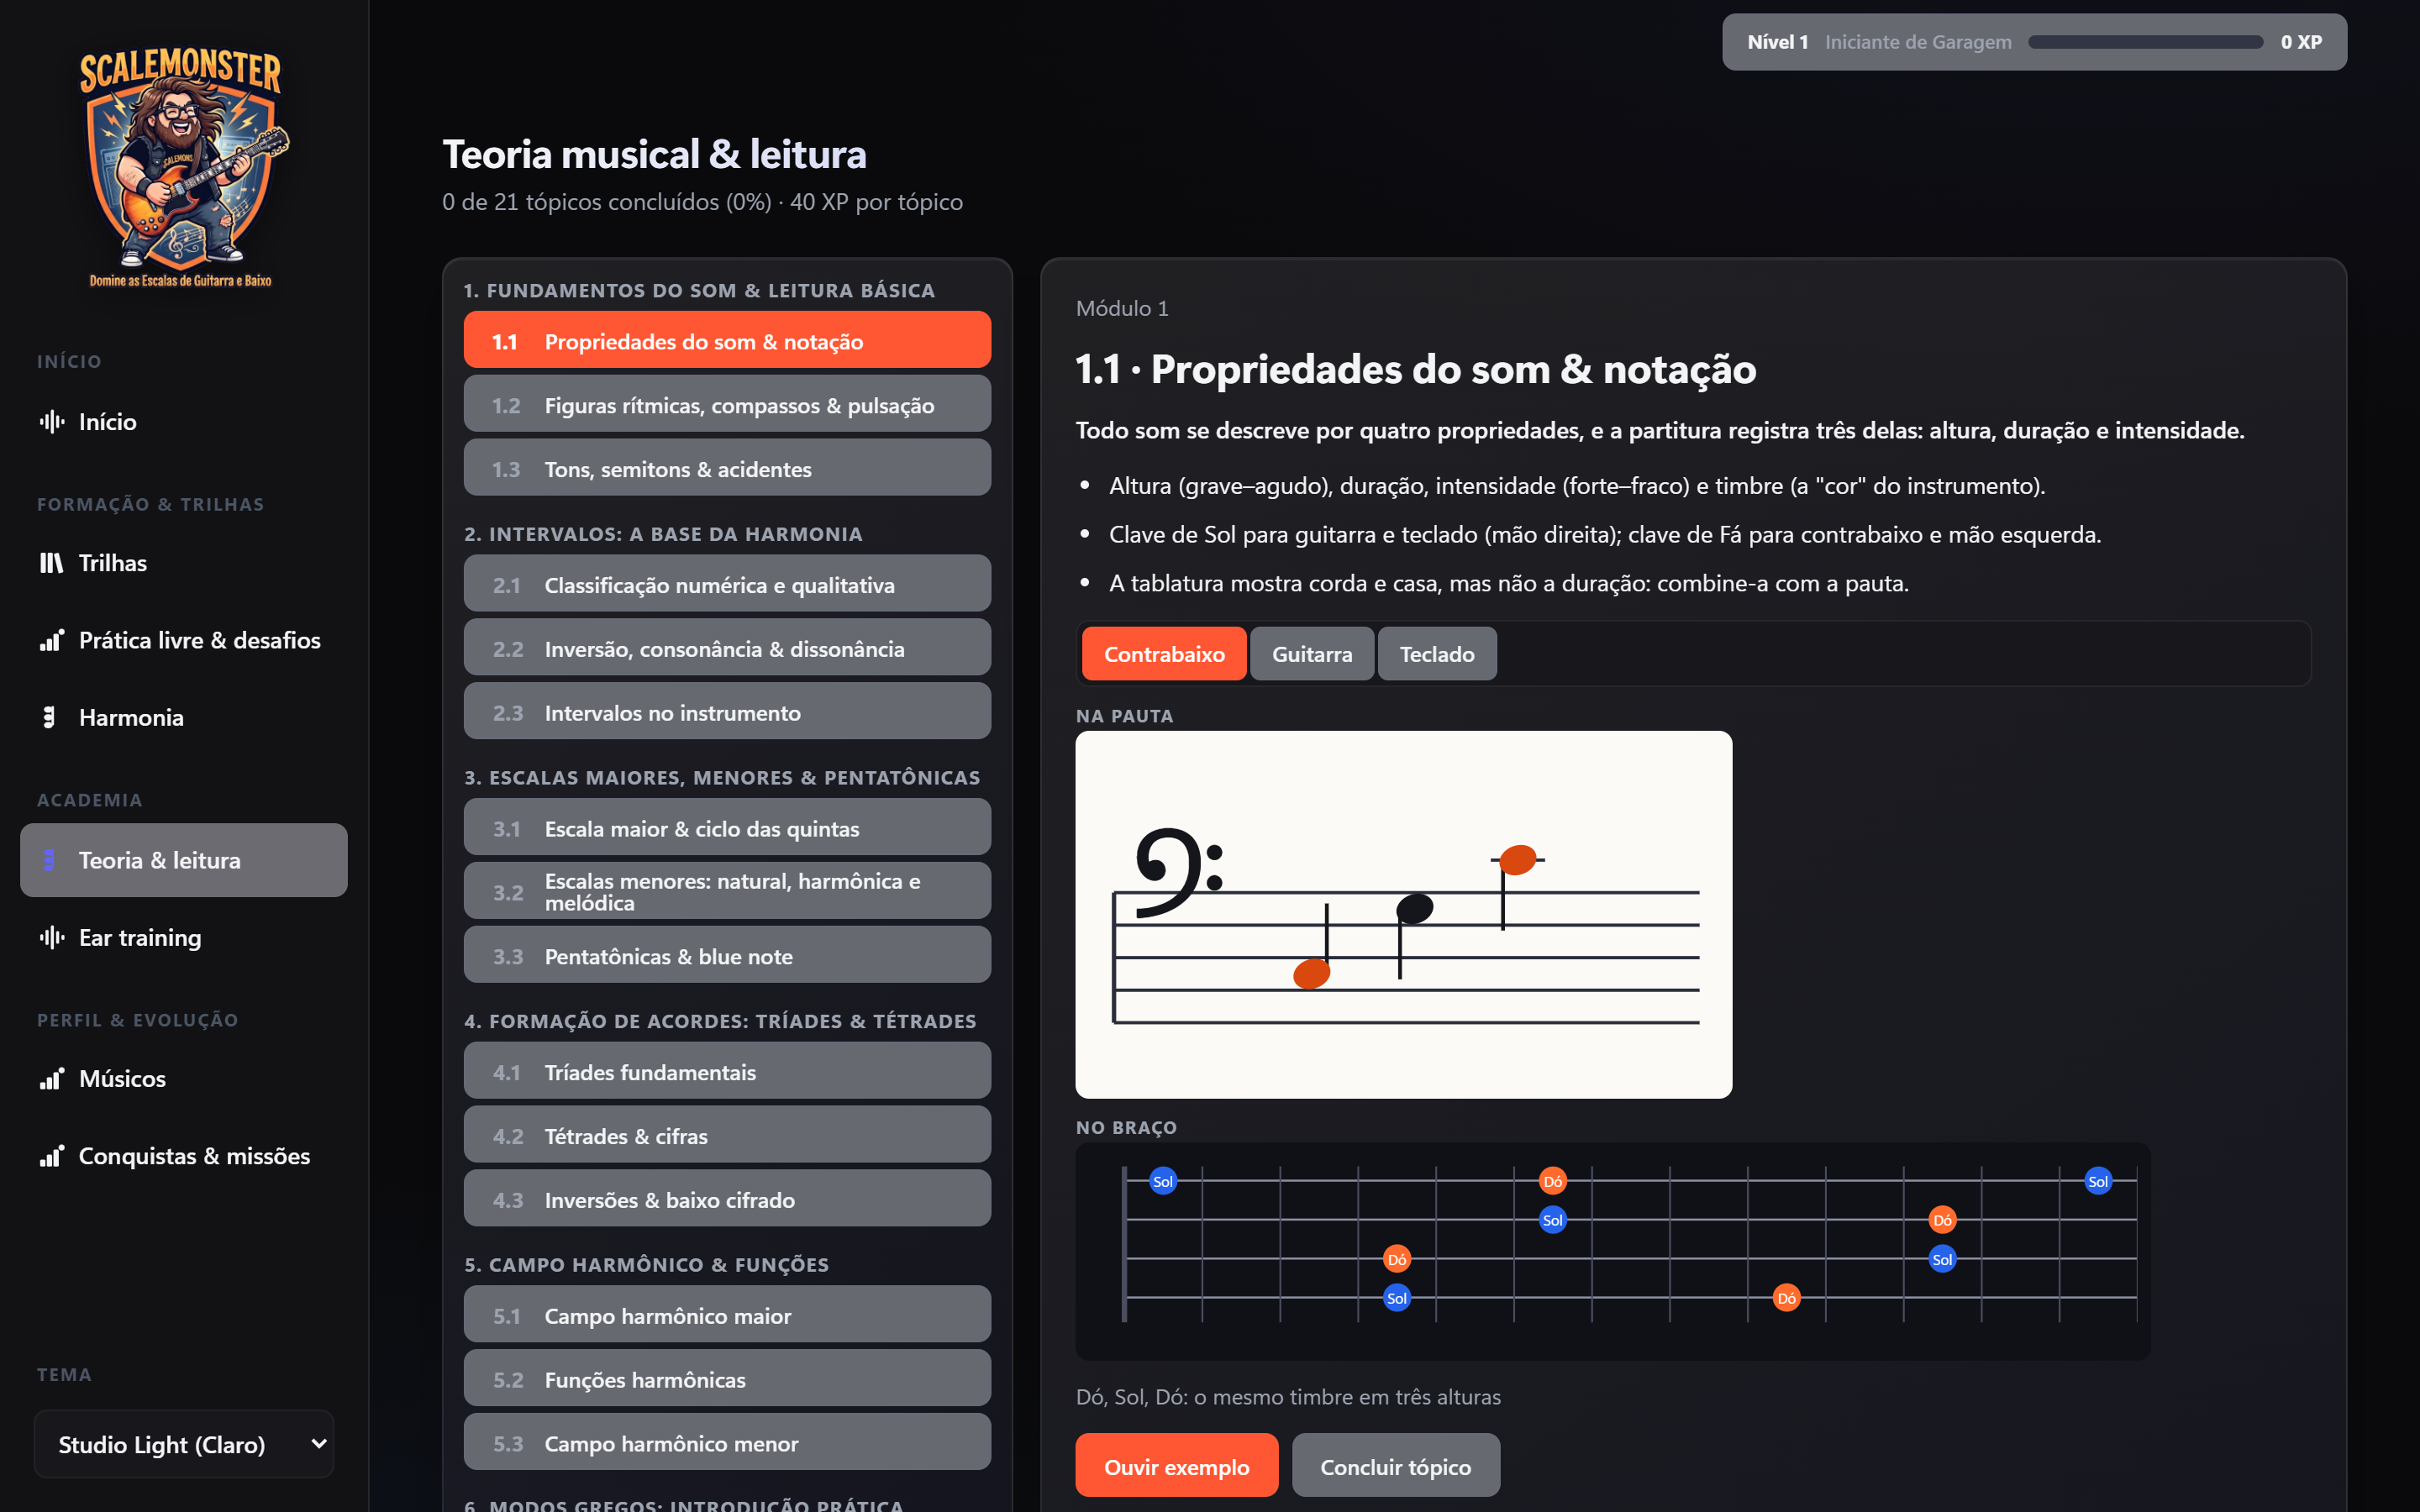 SCALEMONSTER
SCALEMONS
Domine as Escalas de Guitarra e Baixo
INÍCIO
Início
FORMAÇÃO & TRILHAS
Trilhas
Prática livre & desafios
Harmonia
ACADEMIA
Teoria & leitura
Ear training
PERFIL & EVOLUÇÃO
Músicos
Conquistas & missões
TEMA
Studio Light (Claro)
Nível 1 Iniciante de Garagem 0 XP
Teoria musical & leitura
0 de 21 tópicos concluídos (0%) · 40 XP por tópico
1. FUNDAMENTOS DO SOM & LEITURA BÁSICA
1.1 Propriedades do som & notação
1.2 Figuras rítmicas, compassos & pulsação
1.3 Tons, semitons & acidentes
2. INTERVALOS: A BASE DA HARMONIA
2.1 Classificação numérica e qualitativa
2.2 Inversão, consonância & dissonância
2.3 Intervalos no instrumento
3. ESCALAS MAIORES, MENORES & PENTATÔNICAS
3.1 Escala maior & ciclo das quintas
3.2 Escalas menores: natural, harmônica e
melódica
3.3 Pentatônicas & blue note
4. FORMAÇÃO DE ACORDES: TRÍADES & TÉTRADES
4.1 Tríades fundamentais
4.2 Tétrades & cifras
4.3 Inversões & baixo cifrado
5. CAMPO HARMÔNICO & FUNÇÕES
5.1 Campo harmônico maior
5.2 Funções harmônicas
5.3 Campo harmônico menor
6. MODOS GREGOS: INTRODUÇÃO PRÁTICA
Módulo 1
1.1 · Propriedades do som & notação
Todo som se descreve por quatro propriedades, e a partitura registra três delas: altura, duração e intensidade.
• Altura (grave–agudo), duração, intensidade (forte–fraco) e timbre (a "cor" do instrumento).
• Clave de Sol para guitarra e teclado (mão direita); clave de Fá para contrabaixo e mão esquerda.
• A tablatura mostra corda e casa, mas não a duração: combine-a com a pauta.
Contrabaixo Guitarra Teclado
NA PAUTA
NO BRAÇO
Sol Dó Sol
Sol Dó
Dó Sol
Sol Dó
Dó, Sol, Dó: o mesmo timbre em três alturas
Ouvir exemplo Concluir tópico